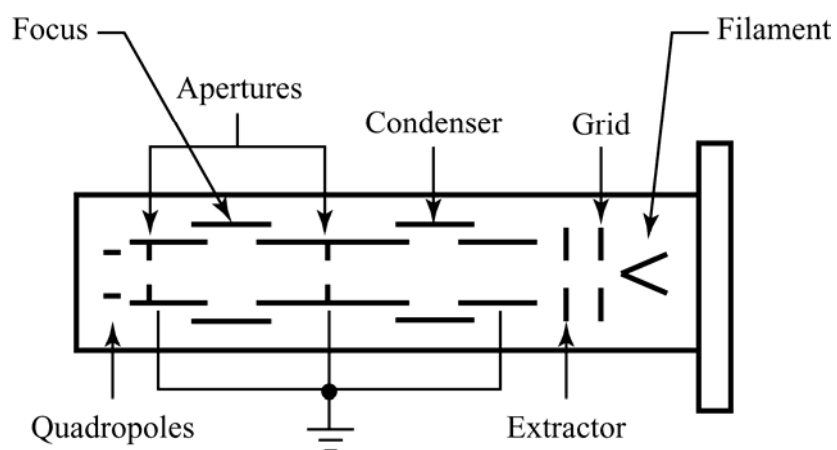 Focus
Filament
Apertures
Condenser
Grid
Quadropoles
Extractor